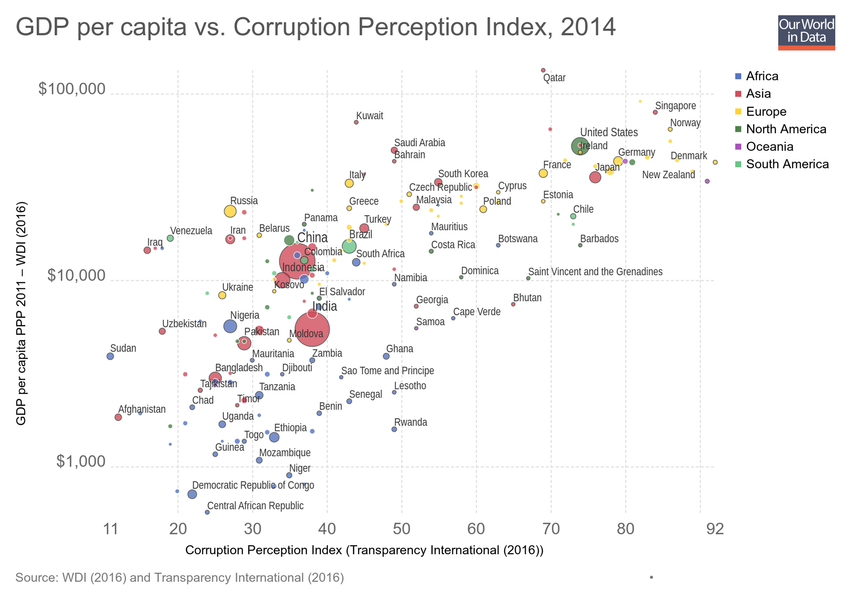 GDP per capita vs. Corruption Perception Index, 2014
Our World
in Data
$100,000
Qatar
Africa
Asia
Europe
North America
Oceania
South America
Singapore
Kuwait
Norway
United States
Ireland
Saudi Arabia
Bahrain
Germany
Denmark
France
Japan
New Zealand
Italy
South Korea
Czech Republic
Cyprus
Malaysia
Poland
Estonia
Greece
Russia
Chile
Panama
Turkey
Venezuela
Iran
Belarus
Mauritius
Iraq
China
Brazil
Costa Rica
Botswana
Barbados
Colombia
South Africa
Indonesia
$10,000
Namibia
Dominica
Saint Vincent and the Grenadines
Ukraine
Kosovo
El Salvador
Georgia
Bhutan
India
Cape Verde
Nigeria
Samoa
Uzbekistan
Pakistan
Moldova
Sudan
Mauritania
Zambia
Ghana
Bangladesh
Djibouti
Sao Tome and Principe
Tajikistan
Tanzania
Lesotho
Chad
Timor
Senegal
Afghanistan
Benin
Uganda
Rwanda
Togo
Ethiopia
Guinea
Mozambique
$1,000
Niger
Democratic Republic of Congo
Central African Republic
11 20 30 40 50 60 70 80 92
GDP per capita PPP 2011 – WDI (2016)
Corruption Perception Index (Transparency International (2016))
Source: WDI (2016) and Transparency International (2016)